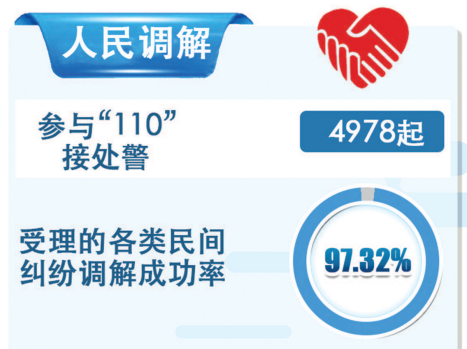 人民调解
参与“110”
接处警
4978起
受理的各类民间
纠纷调解成功率
97.32%